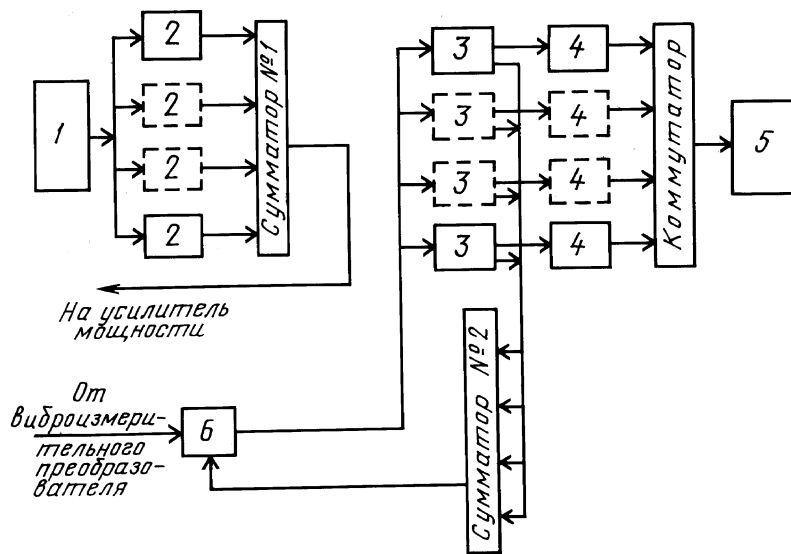 1
2
2
2
2
Сумматор №1
На усилитель
мощности
3
3
3
3
4
4
4
4
Коммутатор
5
От
виброизмери-
тельного
преобразо-
вателя
6
Сумматор №2